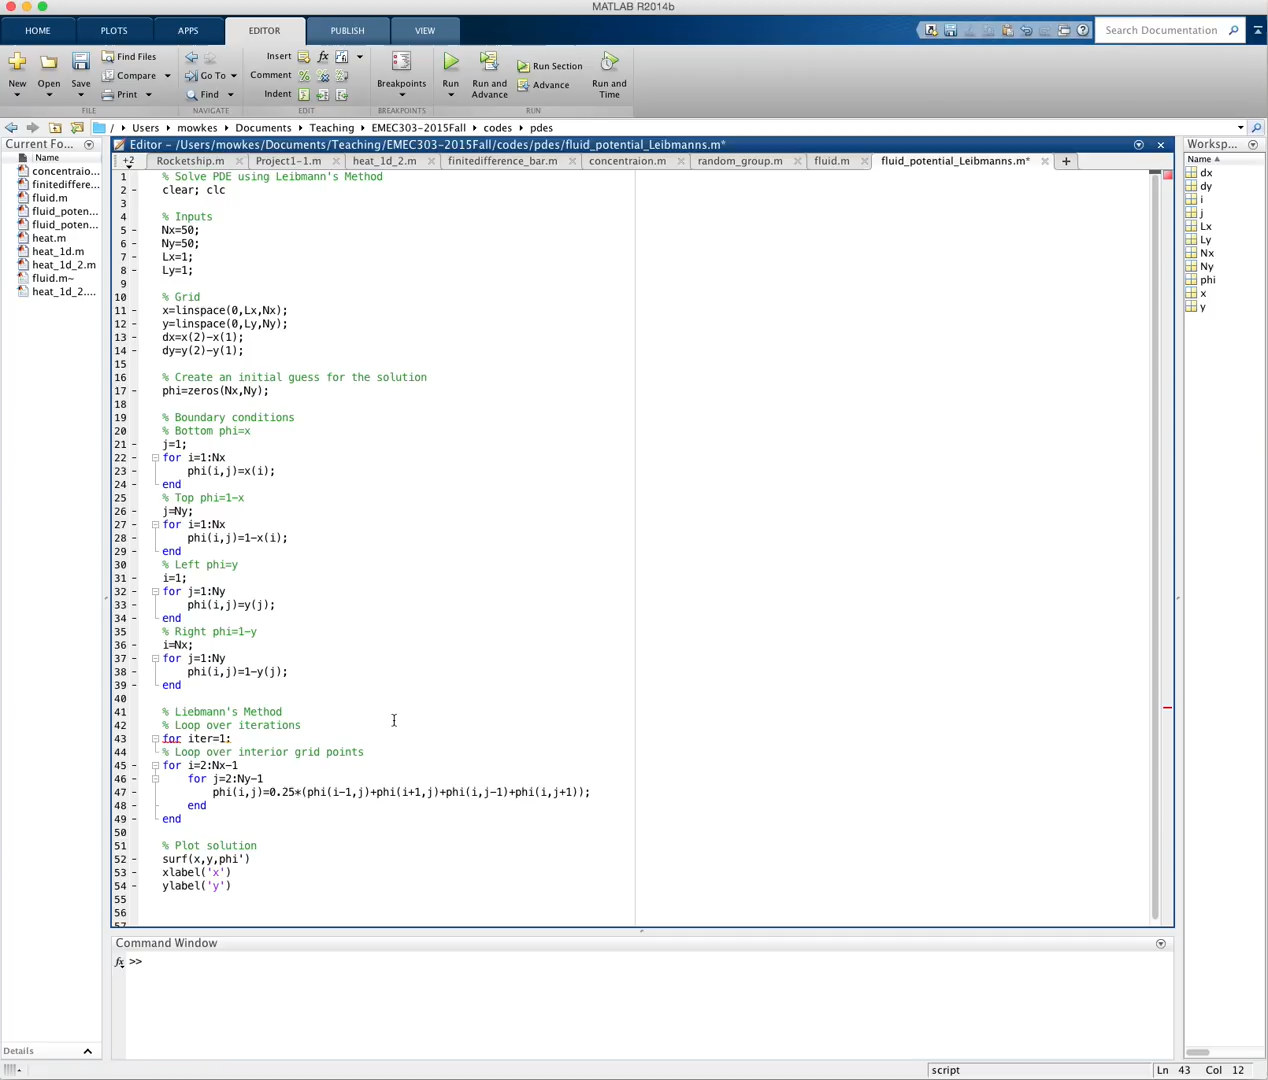 MATLAB R2014b
HOME PLOTS APPS EDITOR PUBLISH VIEW
Search Documentation
New Open Save Find Files Compare Print
Go To Find
Insert fx
Comment
Indent
Breakpoints
Run Run and Advance Run Section Advance Run and Time
FILE NAVIGATE EDIT BREAKPOINTS RUN
/ Users mowkes Documents Teaching EMEC303-2015Fall codes pdes
Current Fo...
Name
concentraio...
finitediffere...
fluid.m
fluid_poten...
fluid_poten...
heat.m
heat_1d.m
heat_1d_2.m
fluid.m~
heat_1d_2....
Details
Editor - /Users/mowkes/Documents/Teaching/EMEC303-2015Fall/codes/pdes/fluid_potential_Leibmanns.m*
+2 Rocketship.m Project1-1.m heat_1d_2.m finitedifference_bar.m concentraion.m random_group.m fluid.m fluid_potential_Leibmanns.m* +
1 % Solve PDE using Leibmann's Method
2 - clear; clc
3
4 % Inputs
5 - Nx=50;
6 - Ny=50;
7 - Lx=1;
8 - Ly=1;
9
10 % Grid
11 - x=linspace(0,Lx,Nx);
12 - y=linspace(0,Ly,Ny);
13 - dx=x(2)-x(1);
14 - dy=y(2)-y(1);
15
16 % Create an initial guess for the solution
17 - phi=zeros(Nx,Ny);
18
19 % Boundary conditions
20 % Bottom phi=x
21 - j=1;
22 - for i=1:Nx
23 - phi(i,j)=x(i);
24 - end
25 % Top phi=1-x
26 - j=Ny;
27 - for i=1:Nx
28 - phi(i,j)=1-x(i);
29 - end
30 % Left phi=y
31 - i=1;
32 - for j=1:Ny
33 - phi(i,j)=y(j);
34 - end
35 % Right phi=1-y
36 - i=Nx;
37 - for j=1:Ny
38 - phi(i,j)=1-y(j);
39 - end
40
41 % Liebmann's Method
42 % Loop over iterations
43 - for iter=1:
44 % Loop over interior grid points
45 - for i=2:Nx-1
46 - for j=2:Ny-1
47 - phi(i,j)=0.25*(phi(i-1,j)+phi(i+1,j)+phi(i,j-1)+phi(i,j+1));
48 - end
49 - end
50
51 % Plot solution
52 - surf(x,y,phi')
53 - xlabel('x')
54 - ylabel('y')
55
56
57
Command Window
fx >>
Worksp...
Name
dx
dy
i
j
Lx
Ly
Nx
Ny
phi
x
y
script Ln 43 Col 12